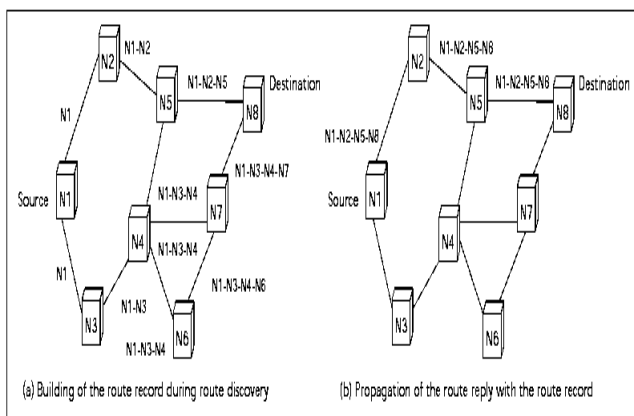 N1-N2
N2
N1-N2-N5
Destination
N5
N8
N1
N1-N3-N4-N7
Source
N1
N1-N3-N4
N7
N4
N1-N3-N4
N1
N1-N3-N4-N6
N1-N3
N3
N6
N1-N3-N4
(a) Building of the route record during route discovery
N1-N2-N5-N8
N2
N1-N2-N5-N8
Destination
N5
N8
N1-N2-N5-N8
Source
N1
N7
N4
N3
N6
(b) Propagation of the route reply with the route record